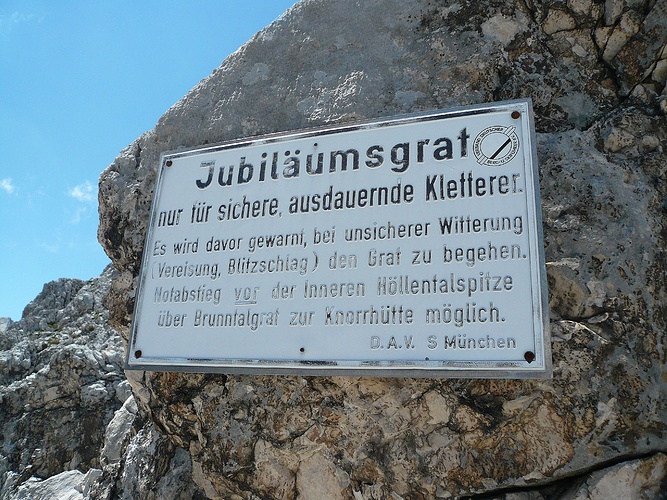 Jubiläumsgrat
nur für sichere, ausdauernde Kletterer.
Es wird davor gewarnt, bei unsicherer Witterung
(Vereisung, Blitzschlag) den Grat zu begehen.
Notabstieg vor der Inneren Höllentalspitze
über Brunntalgrat zur Knorrhütte möglich.
D.A.V. S München